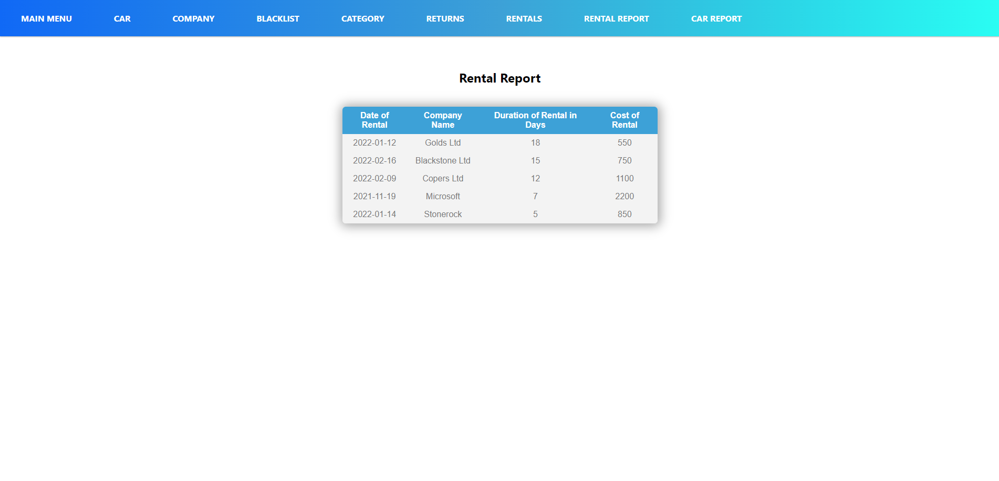 MAIN MENU CAR COMPANY BLACKLIST CATEGORY RETURNS RENTALS RENTAL REPORT CAR REPORT
Rental Report
Date of Rental Company Name Duration of Rental in Days Cost of Rental
2022-01-12 Golds Ltd 18 550
2022-02-16 Blackstone Ltd 15 750
2022-02-09 Copers Ltd 12 1100
2021-11-19 Microsoft 7 2200
2022-01-14 Stonerock 5 850